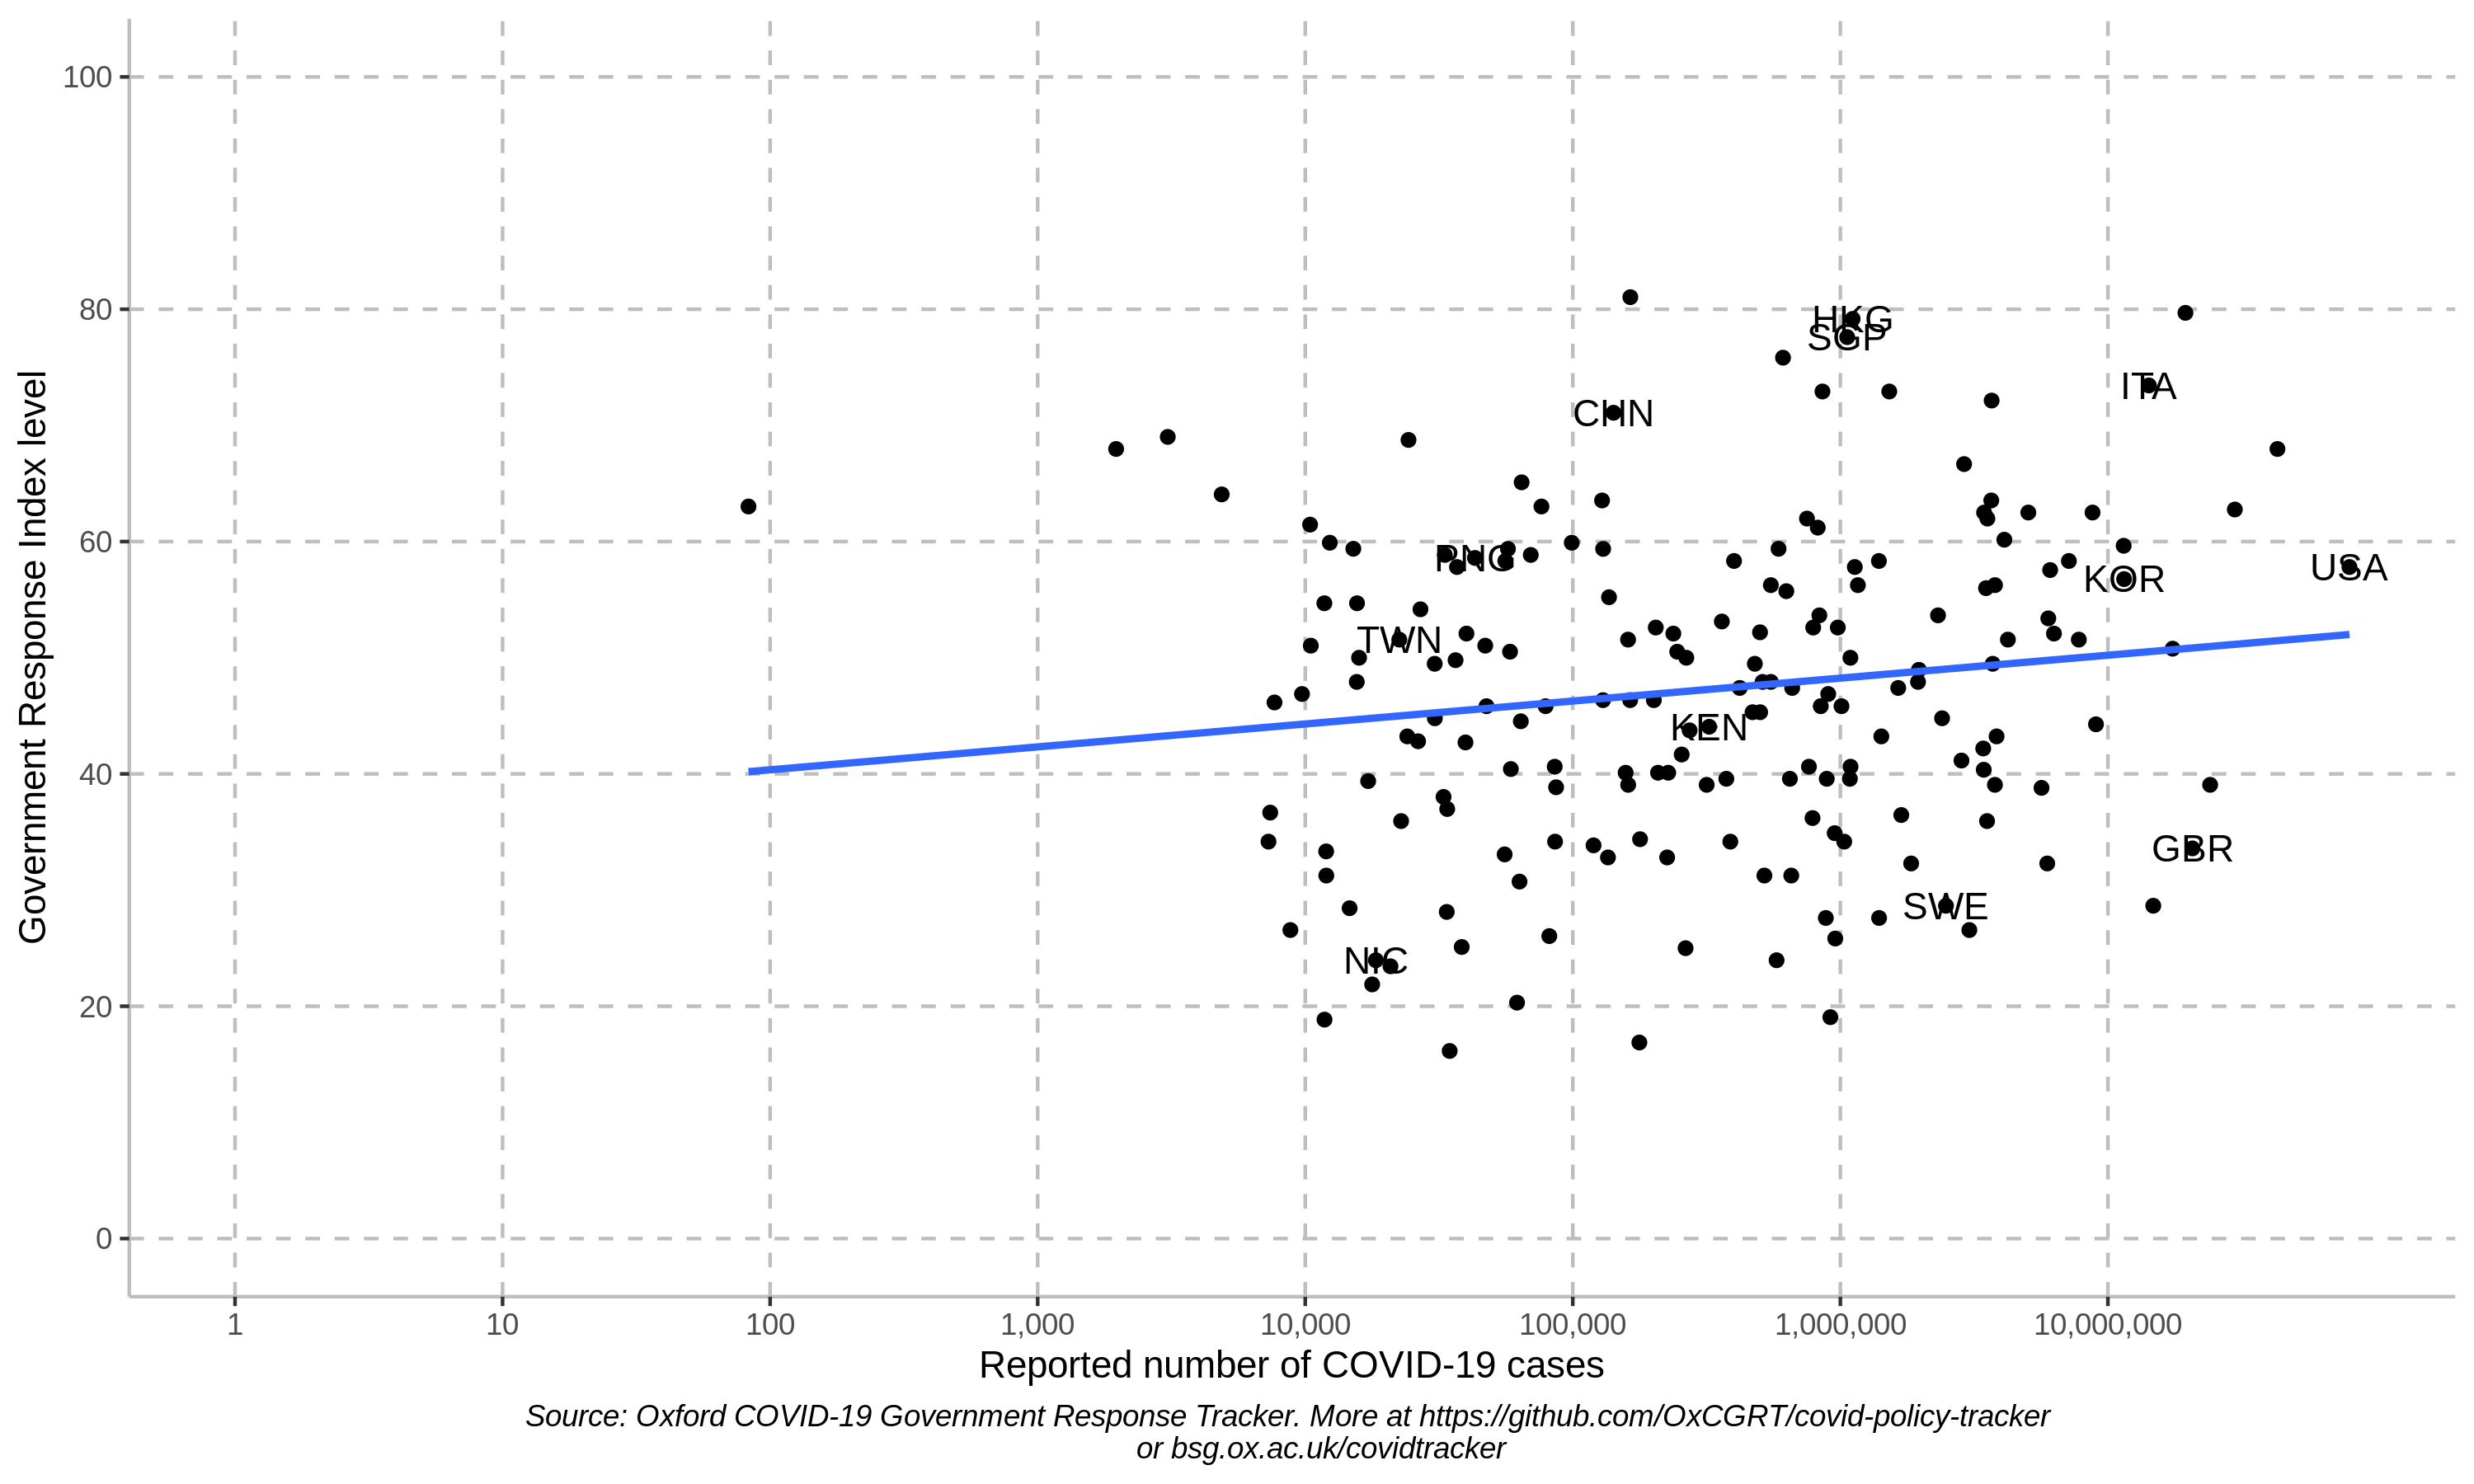 Government Response Index level
100
80
60
40
20
0
HKG
SGP
ITA
CHN
PNG
USA
KOR
TWN
KEN
GBR
SWE
NIC
1
10
100
1,000
10,000
100,000
1,000,000
10,000,000
Reported number of COVID-19 cases
Source: Oxford COVID-19 Government Response Tracker. More at https://github.com/OxCGRT/covid-policy-tracker
or bsg.ox.ac.uk/covidtracker